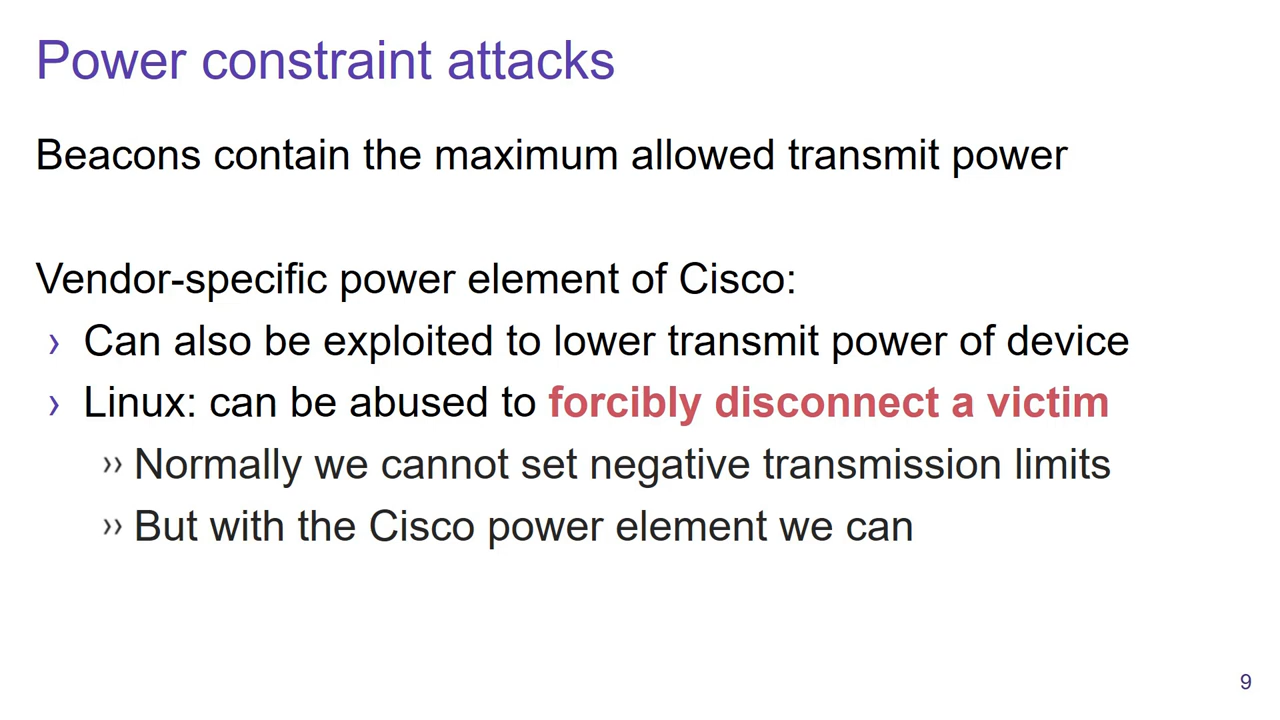 Power constraint attacks
Beacons contain the maximum allowed transmit power
Vendor-specific power element of Cisco:
› Can also be exploited to lower transmit power of device
› Linux: can be abused to forcibly disconnect a victim
›› Normally we cannot set negative transmission limits
›› But with the Cisco power element we can
9